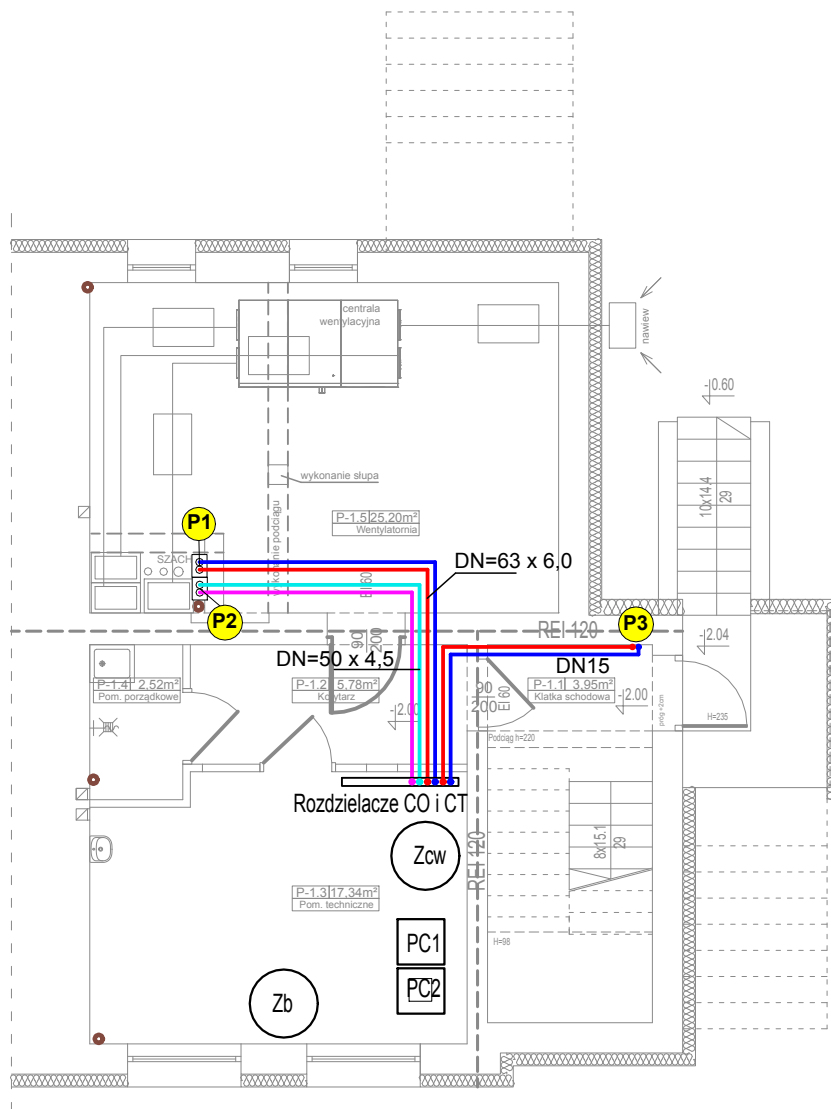 centrala
wentylacyjna
nawiew
-0.60
10x14.4
29
wykonanie słupa
P-1.5 25.20m²
Wentylatornia
wykonanie podciągu
P1
SZACH
EI 60
DN=63 x 6,0
P2
P3
REI 120
-2.04
90
200
DN=50 x 4,5
DN15
P-1.4 2,52m²
Pom. porządkowe
P-1.2 5,78m²
Korytarz
90
200
EI 60
P-1.1 3.95m²
Klatka schodowa
-2.00
-2.00
próg <2cm
H=235
Podciąg h=220
Rozdzielacze CO i CT
8x15.1
29
Zcw
REI 120
P-1.3 17,34m²
Pom. techniczne
PC1
H=98
PC2
Zb